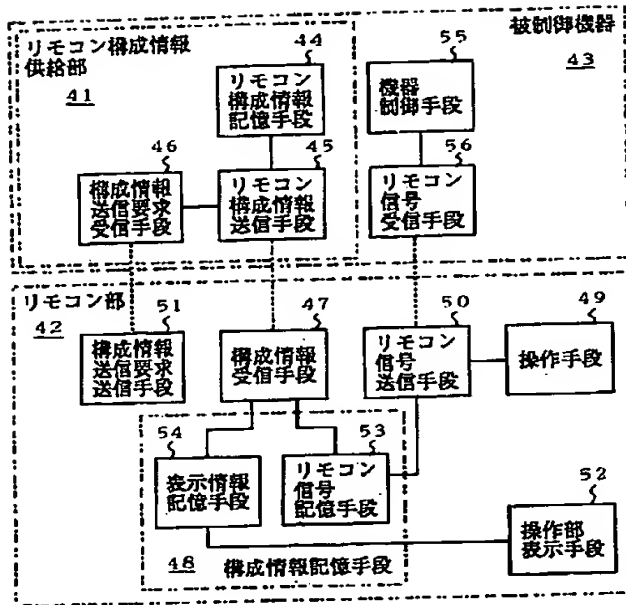 リモコン構成情報
供給部
41
44
リモコン
構成情報
記憶手段
55
被制御機器
43
機器
制御手段
46
構成情報
送信要求
受信手段
45
リモコン
構成情報
送信手段
56
リモコン
信号
受信手段
リモコン部
42
51
構成情報
送信要求
送信手段
47
構成情報
受信手段
50
リモコン
信号
送信手段
49
操作手段
54
表示情報
記憶手段
53
リモコン
信号
記憶手段
52
操作部
表示手段
48
構成情報記憶手段